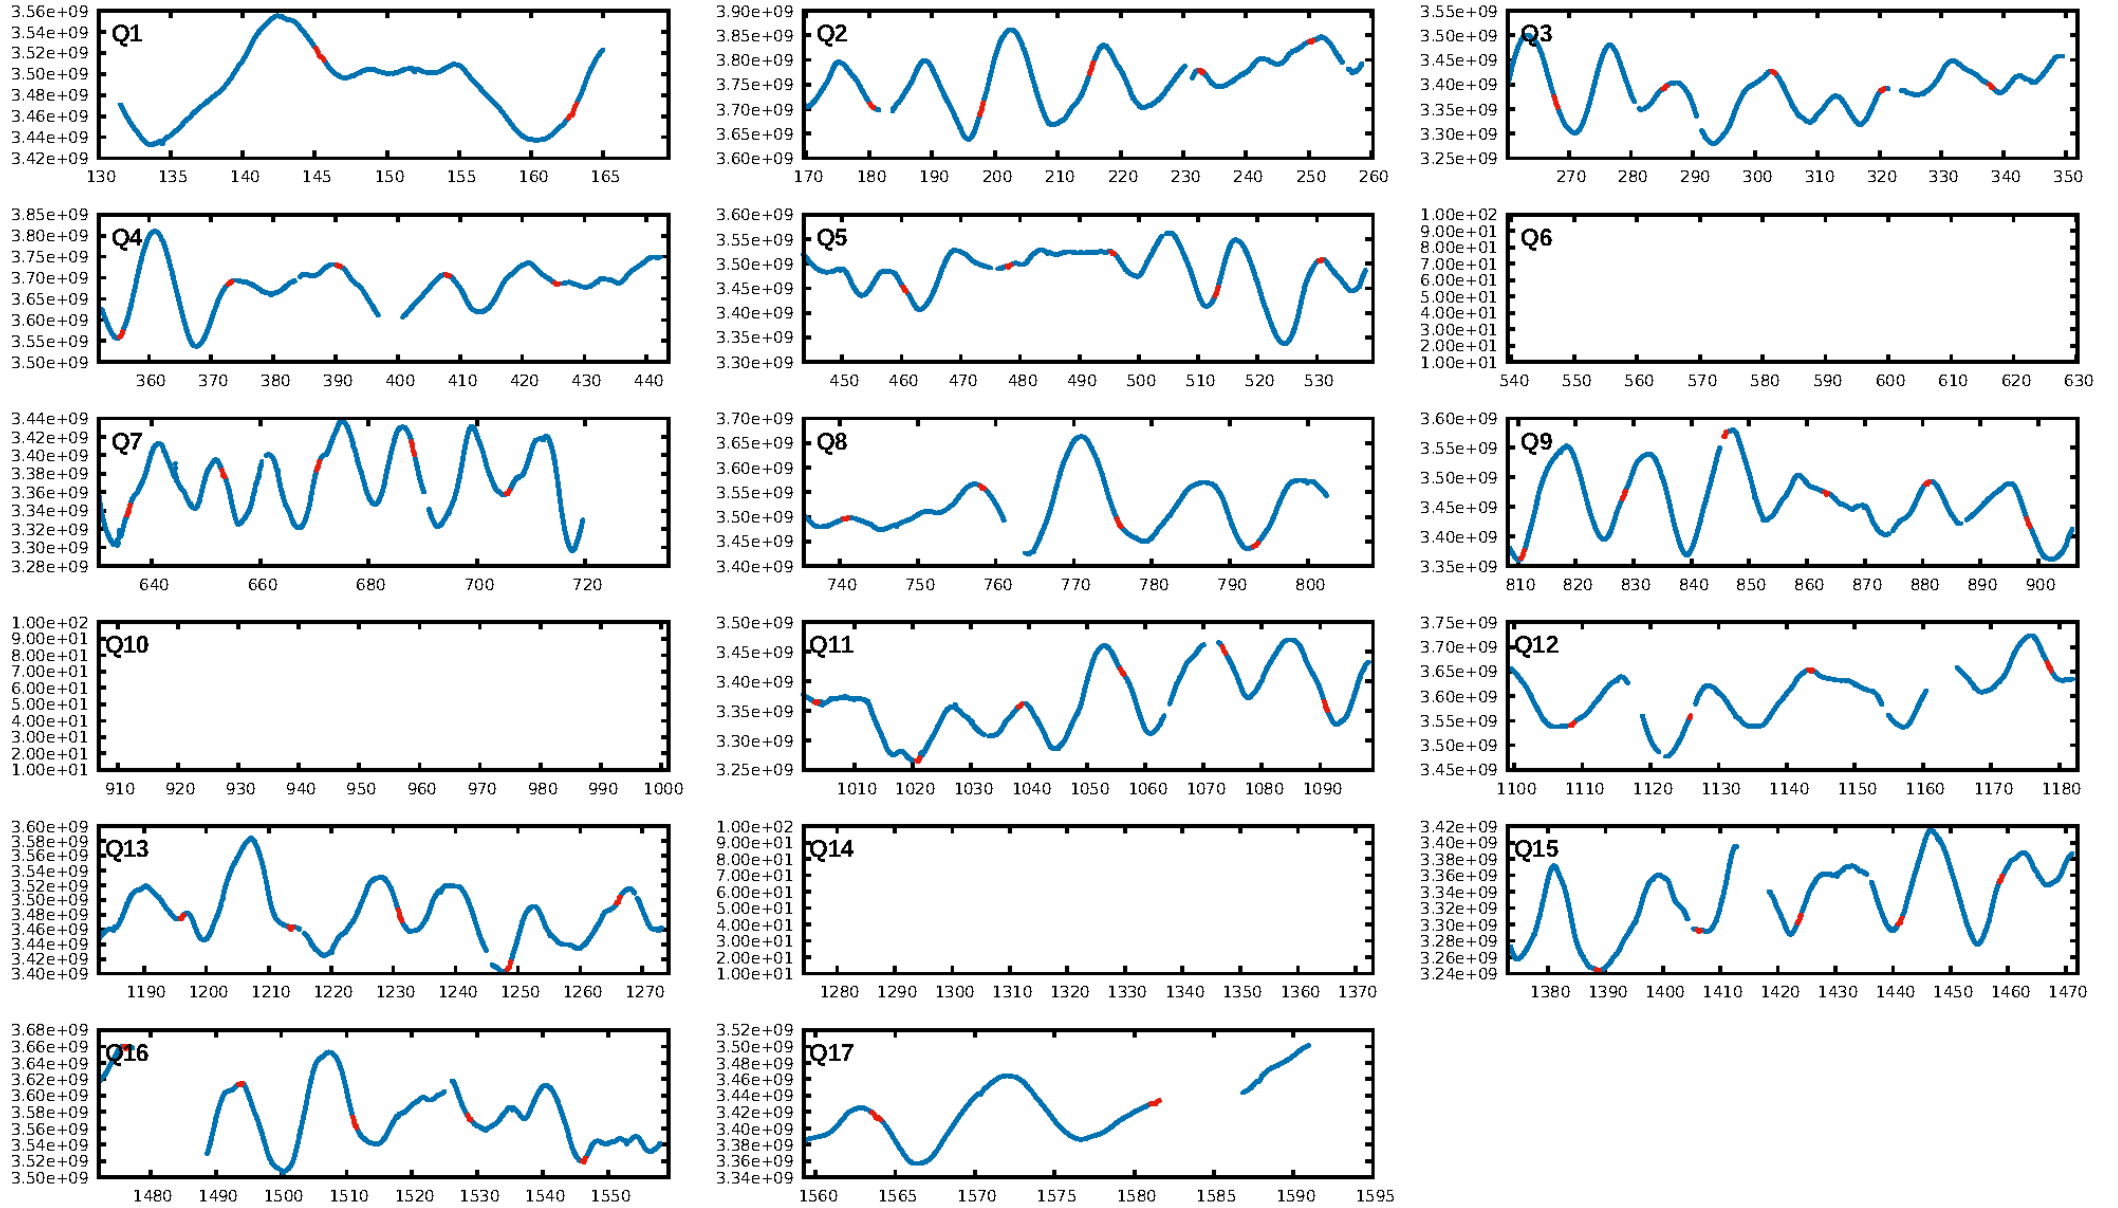 3.56e+09
3.54e+09
3.52e+09
3.50e+09
3.48e+09
3.46e+09
3.44e+09
3.42e+09
Q1
130 135 140 145 150 155 160 165
3.90e+09
3.85e+09
3.80e+09
3.75e+09
3.70e+09
3.65e+09
3.60e+09
Q2
170 180 190 200 210 220 230 240 250 260
3.55e+09
3.50e+09
3.45e+09
3.40e+09
3.35e+09
3.30e+09
3.25e+09
Q3
270 280 290 300 310 320 330 340 350
3.85e+09
3.80e+09
3.75e+09
3.70e+09
3.65e+09
3.60e+09
3.55e+09
3.50e+09
Q4
360 370 380 390 400 410 420 430 440
3.60e+09
3.55e+09
3.50e+09
3.45e+09
3.40e+09
3.35e+09
3.30e+09
Q5
450 460 470 480 490 500 510 520 530
1.00e+02
9.00e+01
8.00e+01
7.00e+01
6.00e+01
5.00e+01
4.00e+01
3.00e+01
2.00e+01
1.00e+01
Q6
540 550 560 570 580 590 600 610 620 630
3.44e+09
3.42e+09
3.40e+09
3.38e+09
3.36e+09
3.34e+09
3.32e+09
3.30e+09
3.28e+09
Q7
640 660 680 700 720
3.70e+09
3.65e+09
3.60e+09
3.55e+09
3.50e+09
3.45e+09
3.40e+09
Q8
740 750 760 770 780 790 800
3.60e+09
3.55e+09
3.50e+09
3.45e+09
3.40e+09
3.35e+09
Q9
810 820 830 840 850 860 870 880 890 900
1.00e+02
9.00e+01
8.00e+01
7.00e+01
6.00e+01
5.00e+01
4.00e+01
3.00e+01
2.00e+01
1.00e+01
Q10
910 920 930 940 950 960 970 980 990 1000
3.50e+09
3.45e+09
3.40e+09
3.35e+09
3.30e+09
3.25e+09
Q11
1010 1020 1030 1040 1050 1060 1070 1080 1090
3.75e+09
3.70e+09
3.65e+09
3.60e+09
3.55e+09
3.50e+09
3.45e+09
Q12
1100 1110 1120 1130 1140 1150 1160 1170 1180
3.60e+09
3.58e+09
3.56e+09
3.54e+09
3.52e+09
3.50e+09
3.48e+09
3.46e+09
3.44e+09
3.42e+09
3.40e+09
Q13
1190 1200 1210 1220 1230 1240 1250 1260 1270
1.00e+02
9.00e+01
8.00e+01
7.00e+01
6.00e+01
5.00e+01
4.00e+01
3.00e+01
2.00e+01
1.00e+01
Q14
1280 1290 1300 1310 1320 1330 1340 1350 1360 1370
3.42e+09
3.40e+09
3.38e+09
3.36e+09
3.34e+09
3.32e+09
3.30e+09
3.28e+09
3.26e+09
3.24e+09
Q15
1380 1390 1400 1410 1420 1430 1440 1450 1460 1470
3.68e+09
3.66e+09
3.64e+09
3.62e+09
3.60e+09
3.58e+09
3.56e+09
3.54e+09
3.52e+09
3.50e+09
Q16
1480 1490 1500 1510 1520 1530 1540 1550
3.52e+09
3.50e+09
3.48e+09
3.46e+09
3.44e+09
3.42e+09
3.40e+09
3.38e+09
3.36e+09
3.34e+09
Q17
1560 1565 1570 1575 1580 1585 1590 1595